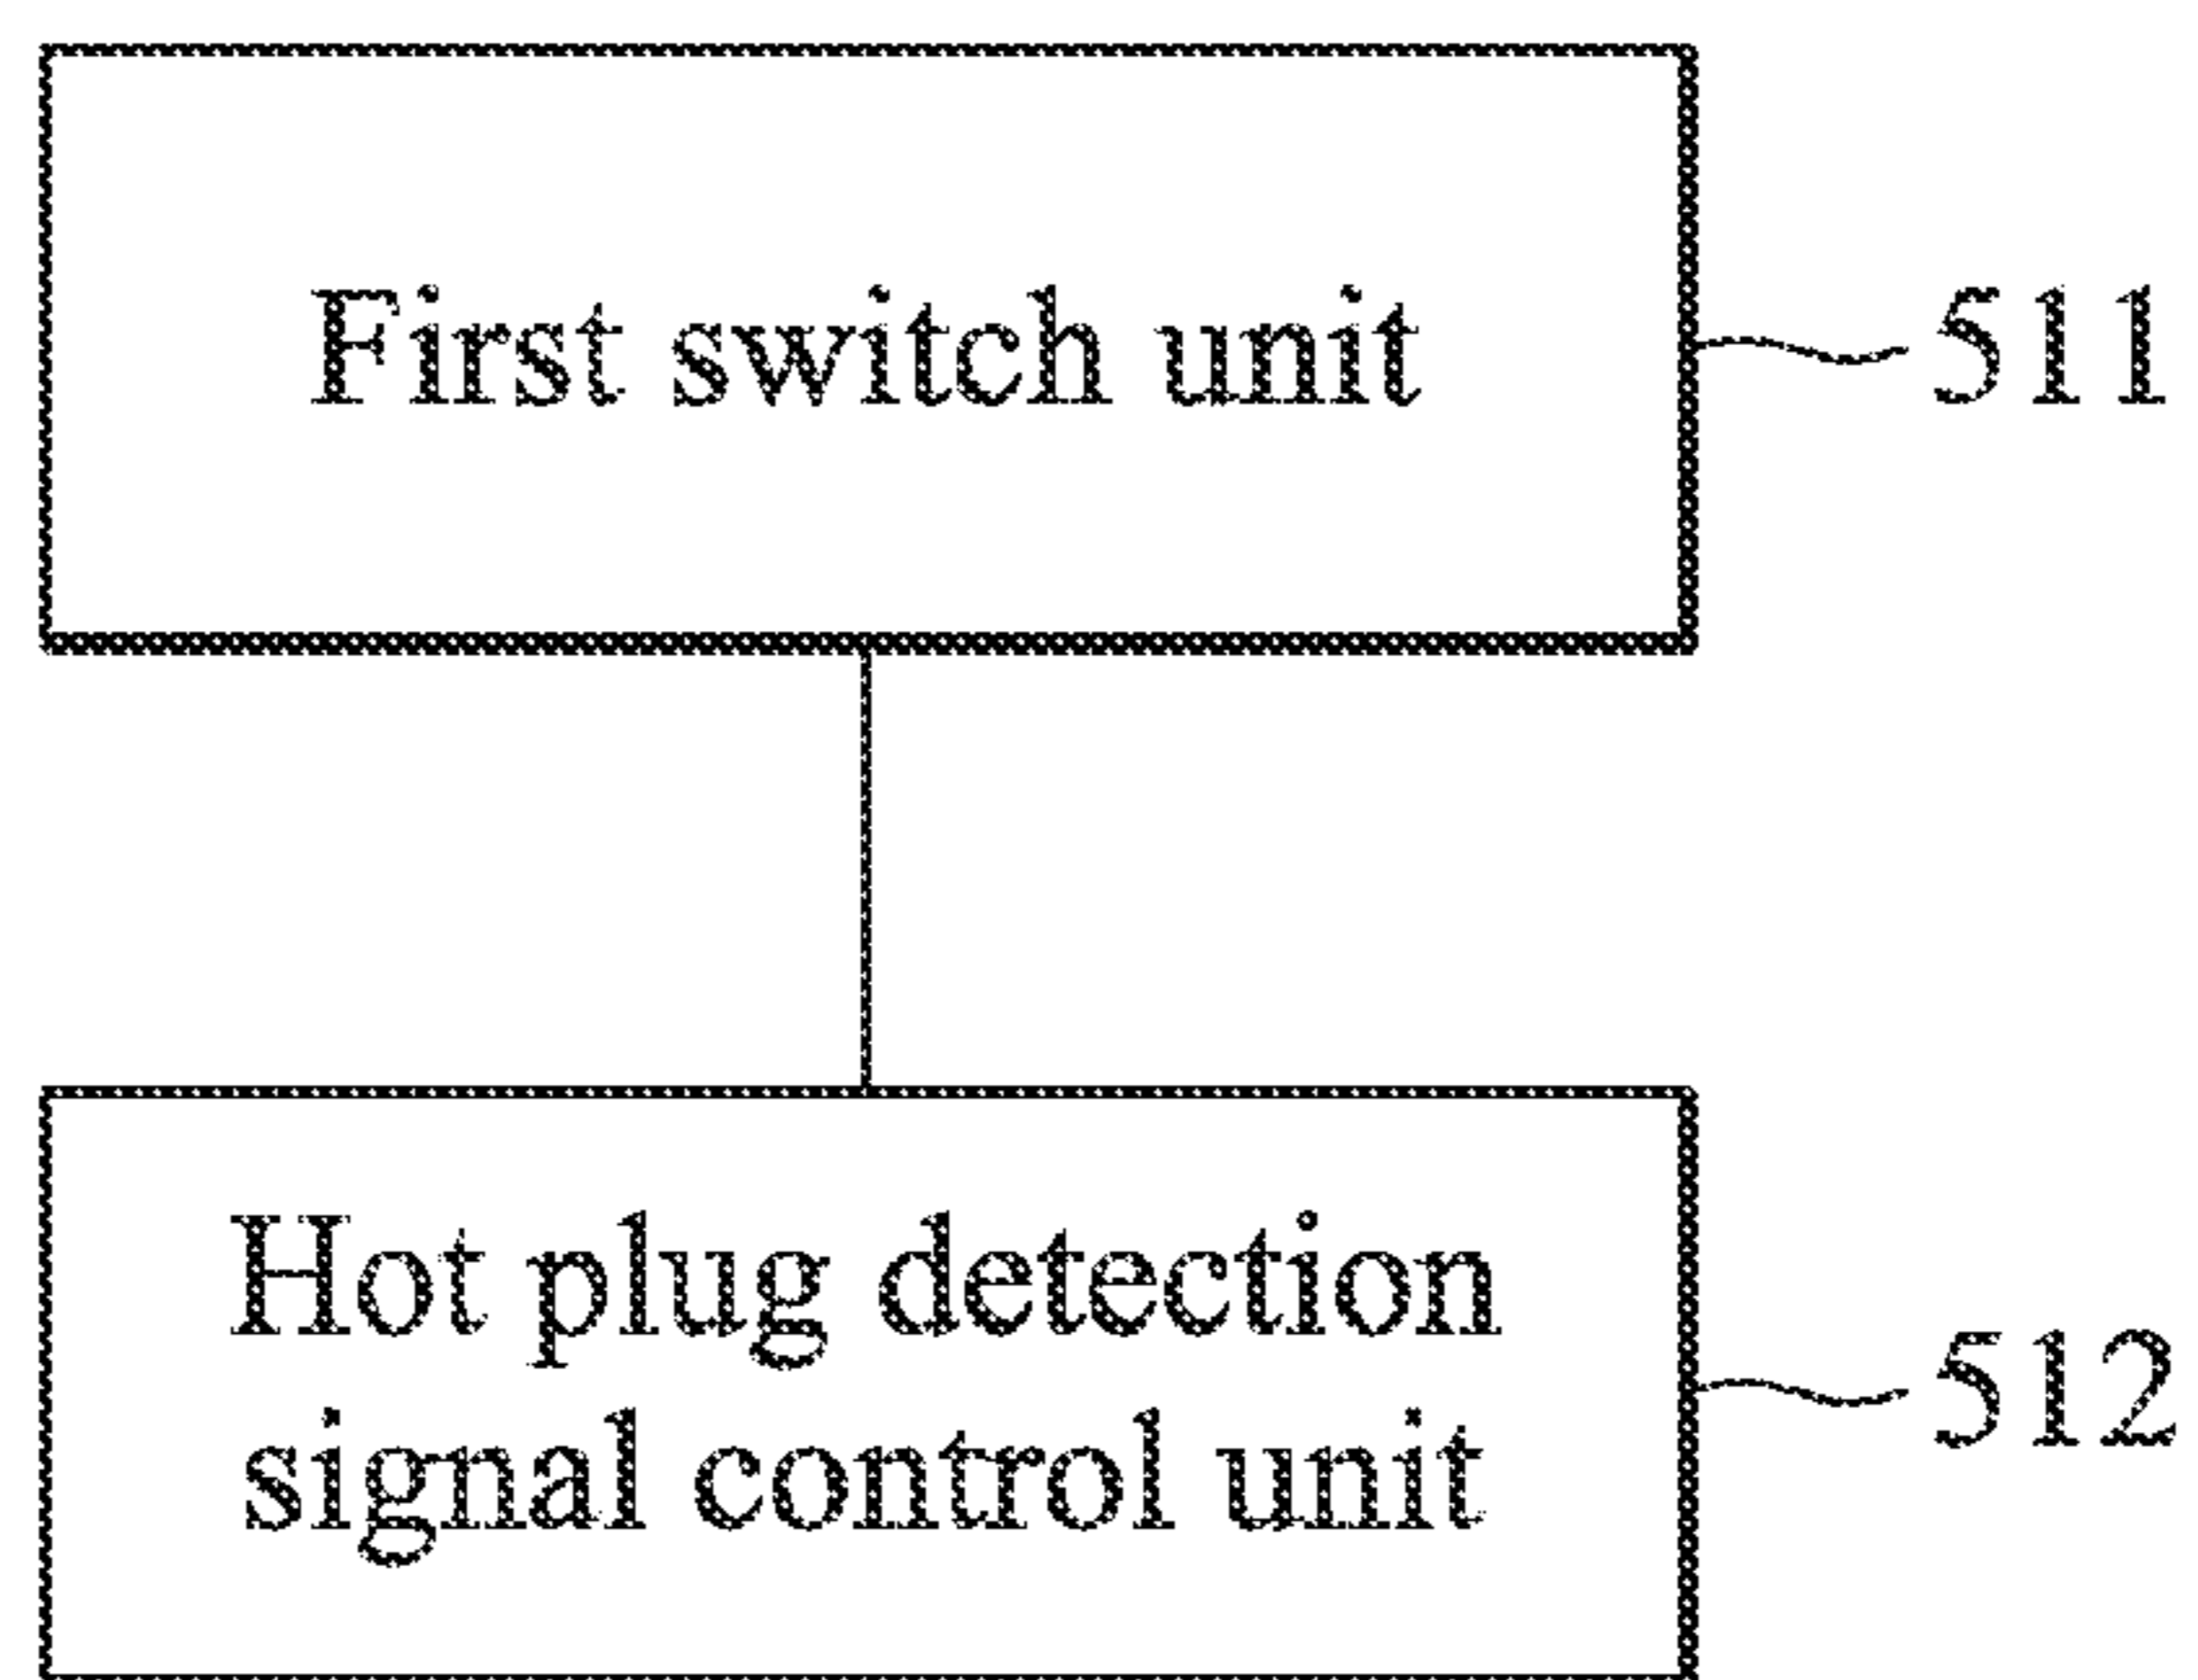 First switch unit
511
Hot plug detection
signal control unit
512